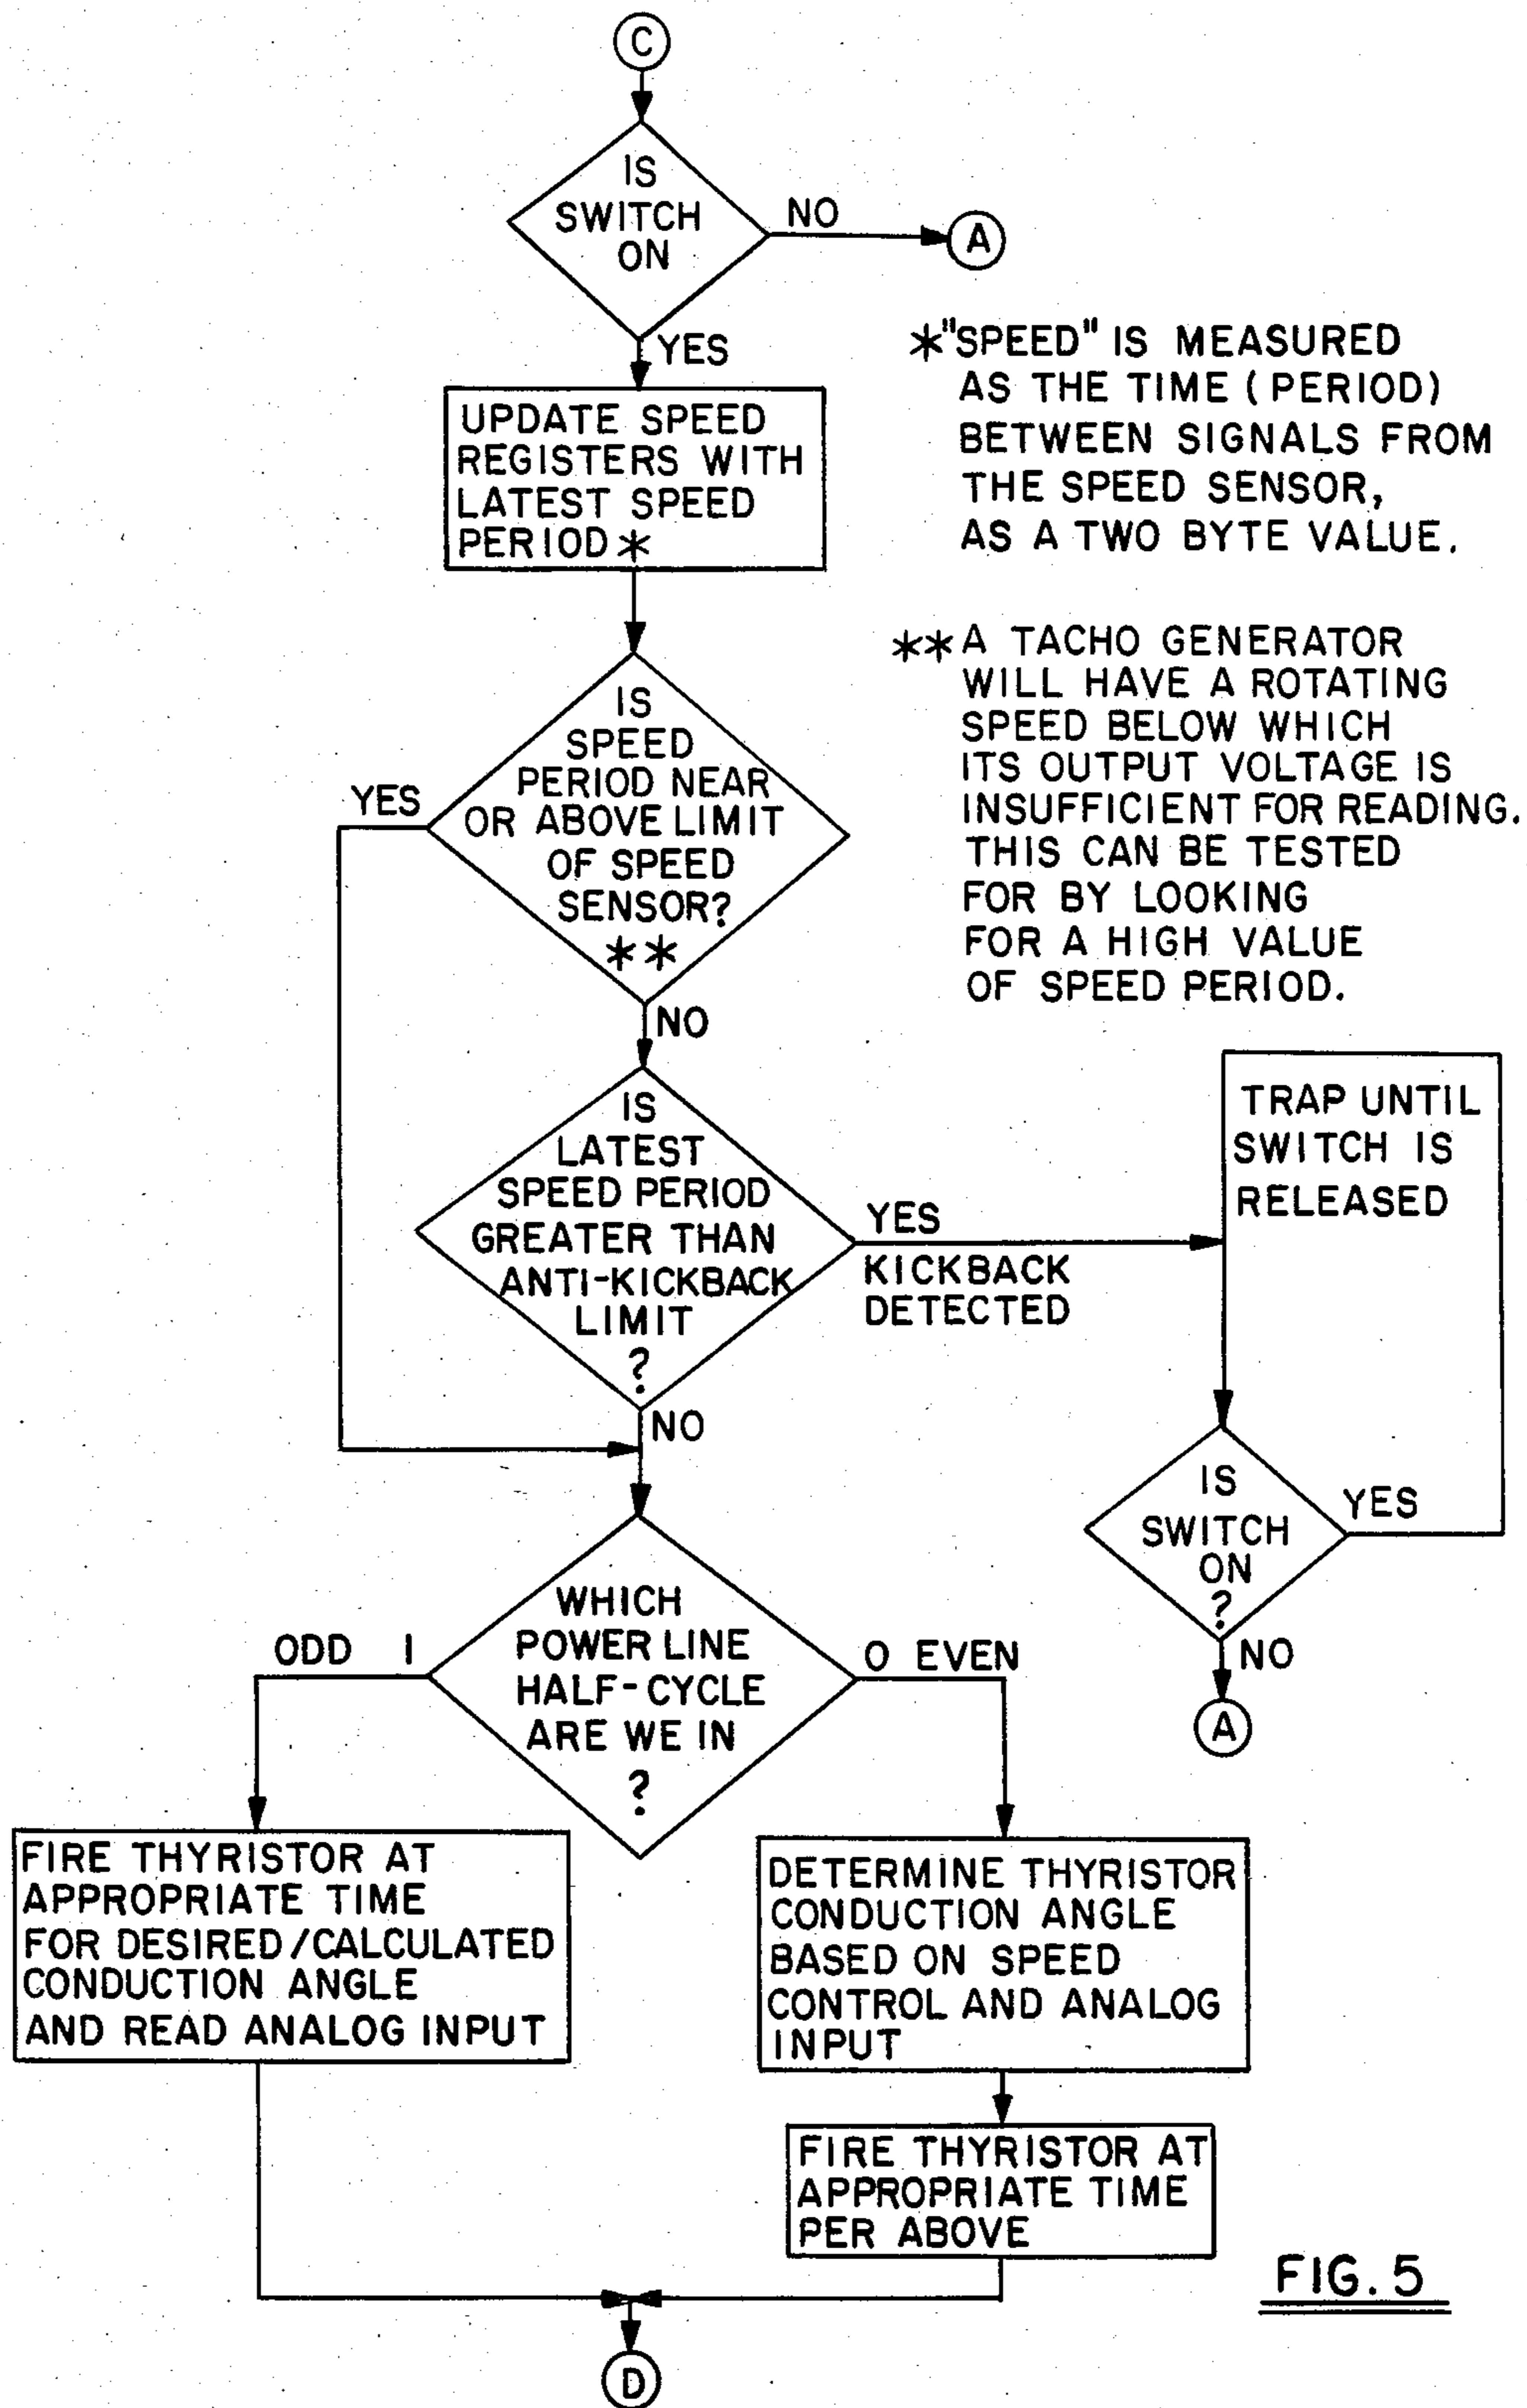 C
IS
SWITCH
ON
NO
A
YES
UPDATE SPEED
REGISTERS WITH
LATEST SPEED
PERIOD*
*"SPEED" IS MEASURED
AS THE TIME (PERIOD)
BETWEEN SIGNALS FROM
THE SPEED SENSOR,
AS A TWO BYTE VALUE.
**A TACHO GENERATOR
WILL HAVE A ROTATING
SPEED BELOW WHICH
ITS OUTPUT VOLTAGE IS
INSUFFICIENT FOR READING.
THIS CAN BE TESTED
FOR BY LOOKING
FOR A HIGH VALUE
OF SPEED PERIOD.
IS
SPEED
PERIOD NEAR
OR ABOVE LIMIT
OF SPEED
SENSOR?
**
YES
NO
IS
LATEST
SPEED PERIOD
GREATER THAN
ANTI-KICKBACK
LIMIT
?
YES
KICKBACK
DETECTED
TRAP UNTIL
SWITCH IS
RELEASED
NO
IS
SWITCH
ON
?
YES
NO
A
WHICH
POWER LINE
HALF-CYCLE
ARE WE IN
?
ODD 1
0 EVEN
FIRE THYRISTOR AT
APPROPRIATE TIME
FOR DESIRED/CALCULATED
CONDUCTION ANGLE
AND READ ANALOG INPUT
DETERMINE THYRISTOR
CONDUCTION ANGLE
BASED ON SPEED
CONTROL AND ANALOG
INPUT
FIRE THYRISTOR AT
APPROPRIATE TIME
PER ABOVE
D
FIG. 5